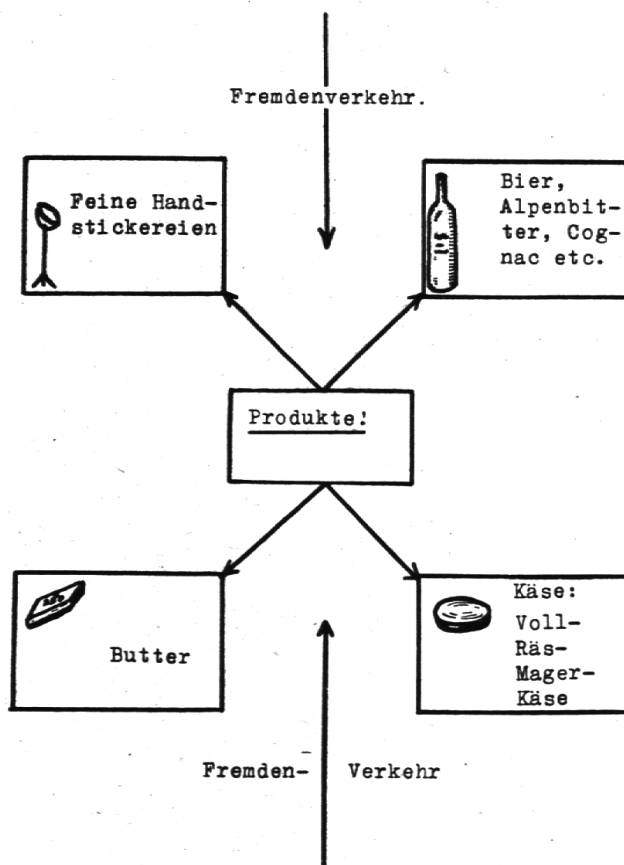 Fremdenverkehr.
Feine Hand-
stickereien
Bier,
Alpenbit-
ter, Cog-
nac etc.
Produkte!
Butter
Käse:
Voll-
Räs-
Mager-
Käse
Fremden- Verkehr